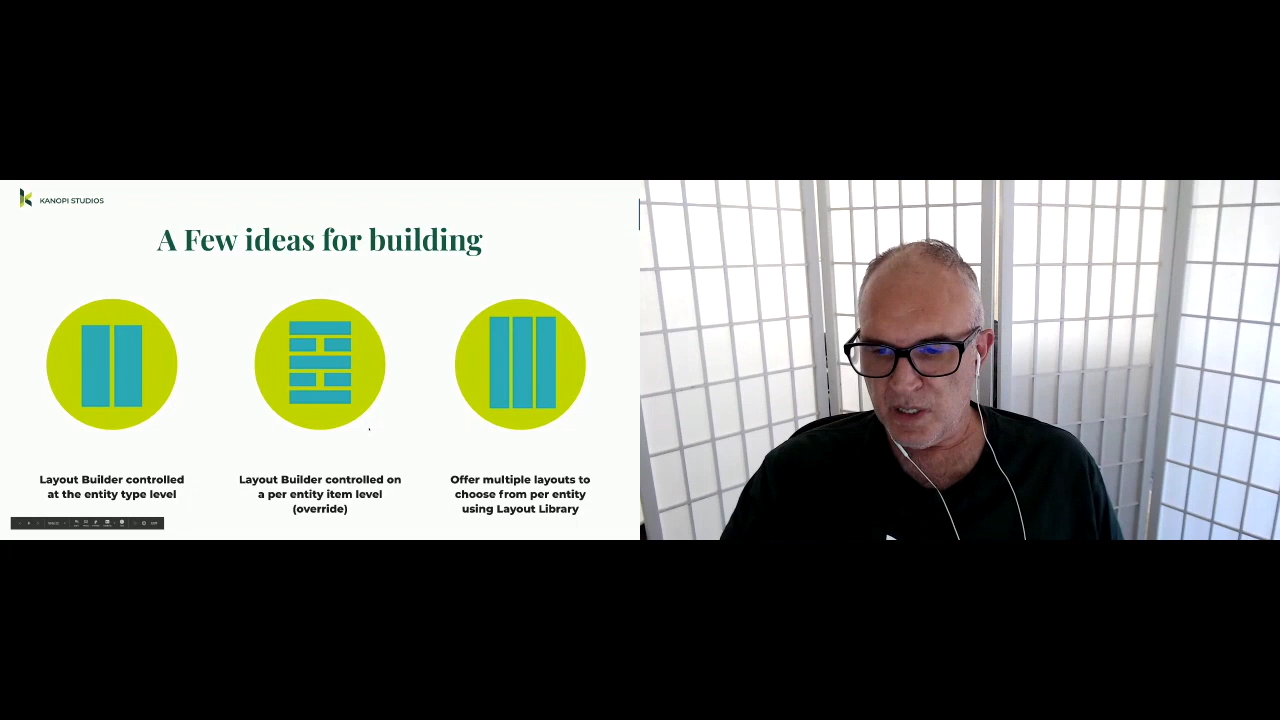 KANOPI STUDIOS
A Few ideas for building
Layout Builder controlled
at the entity type level
Layout Builder controlled on
a per entity item level
(override)
Offer multiple layouts to
choose from per entity
using Layout Library